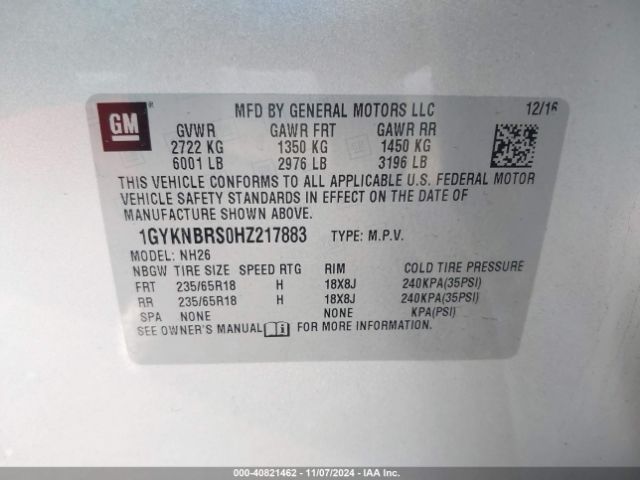 GM
®
MFD BY GENERAL MOTORS LLC 12/16
GVWR GAWR FRT GAWR RR
2722 KG 1350 KG 1450 KG
6001 LB 2976 LB 3196 LB
THIS VEHICLE CONFORMS TO ALL APPLICABLE U.S. FEDERAL MOTOR
VEHICLE SAFETY STANDARDS IN EFFECT ON THE DATE OF
MANUFACTURE SHOWN ABOVE.
1GYKNBRS0HZ217883 TYPE: M.P.V.
MODEL: NH26
NBGW TIRE SIZE SPEED RTG RIM COLD TIRE PRESSURE
FRT 235/65R18 H 18X8J 240KPA(35PSI)
RR 235/65R18 H 18X8J 240KPA(35PSI)
SPA NONE NONE KPA(PSI)
SEE OWNER'S MANUAL FOR MORE INFORMATION.
000-40821462 - 11/07/2024 - IAAI.com